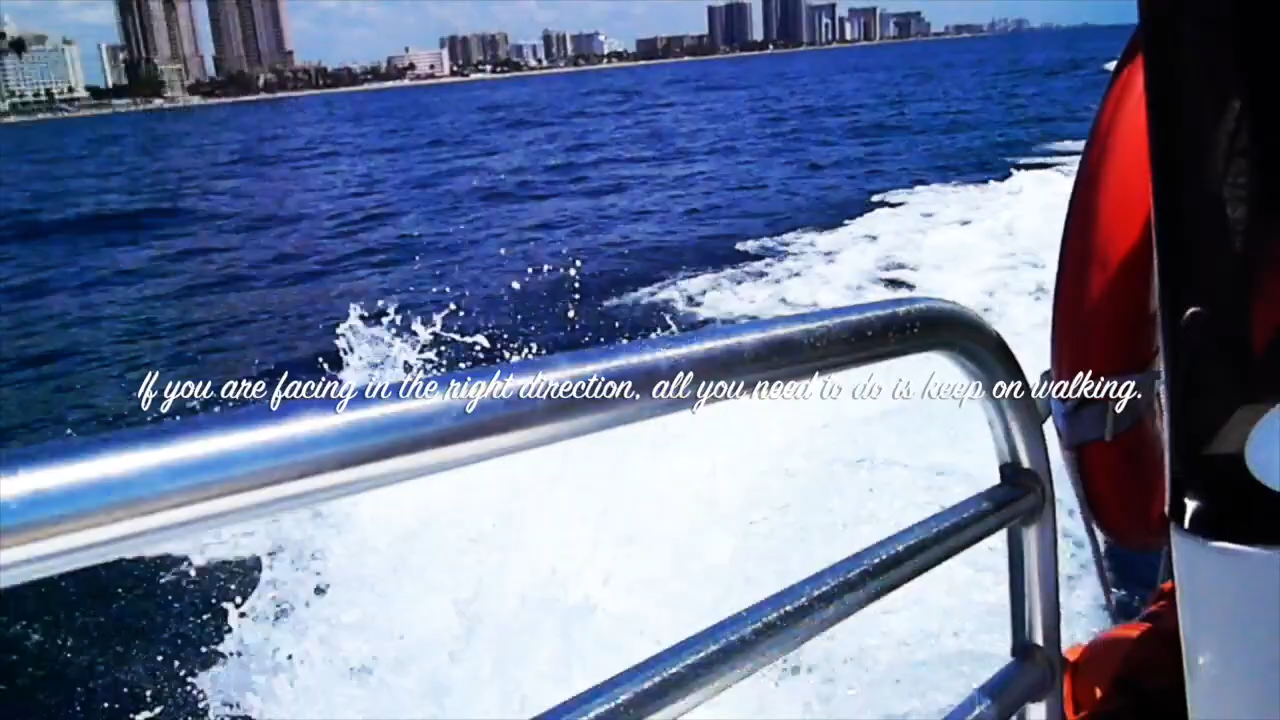 If you are facing in the right direction, all you need to do is keep on walking.